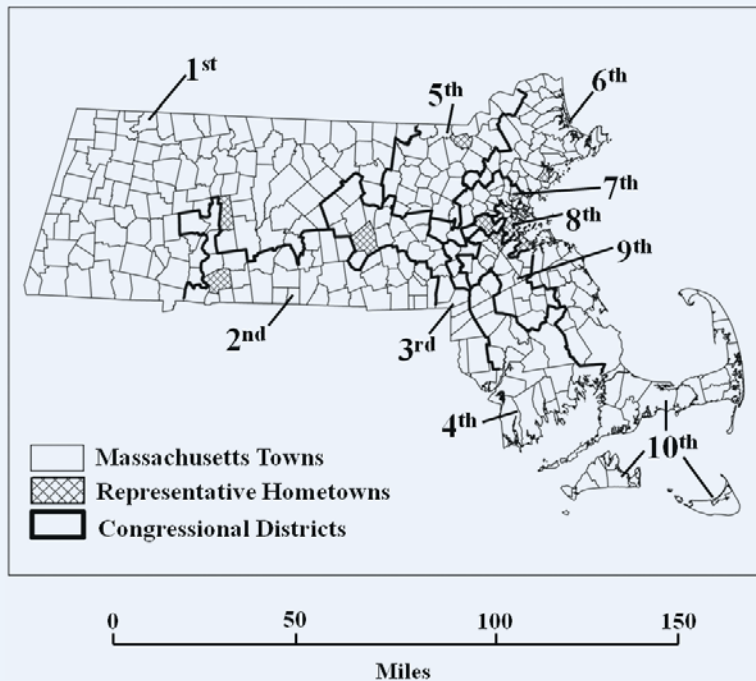 1st
5th
6th
7th
8th
9th
2nd
3rd
4th
10th
Massachusetts Towns
Representative Hometowns
Congressional Districts
0 50 100 150
Miles